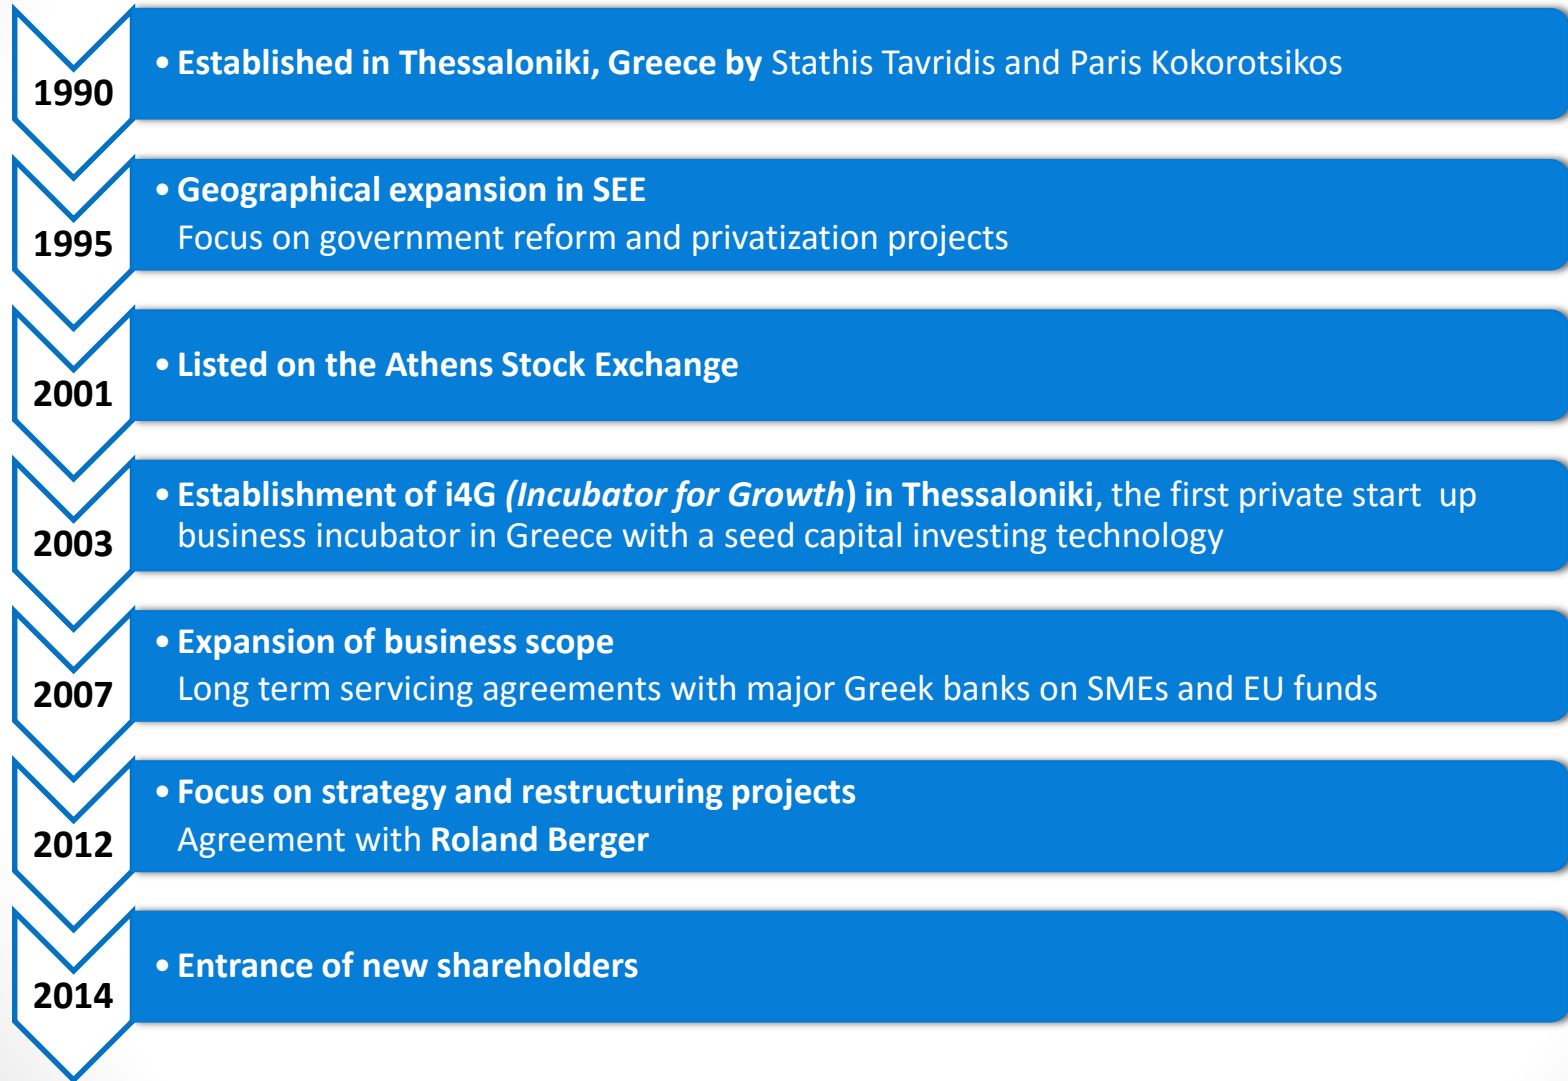 1990
• Established in Thessaloniki, Greece by Stathis Tavridis and Paris Kokorotsikos
1995
• Geographical expansion in SEE
Focus on government reform and privatization projects
2001
• Listed on the Athens Stock Exchange
2003
• Establishment of i4G (Incubator for Growth) in Thessaloniki, the first private start  up
business incubator in Greece with a seed capital investing technology
2007
• Expansion of business scope
Long term servicing agreements with major Greek banks on SMEs and EU funds
2012
• Focus on strategy and restructuring projects
Agreement with Roland Berger
2014
• Entrance of new shareholders